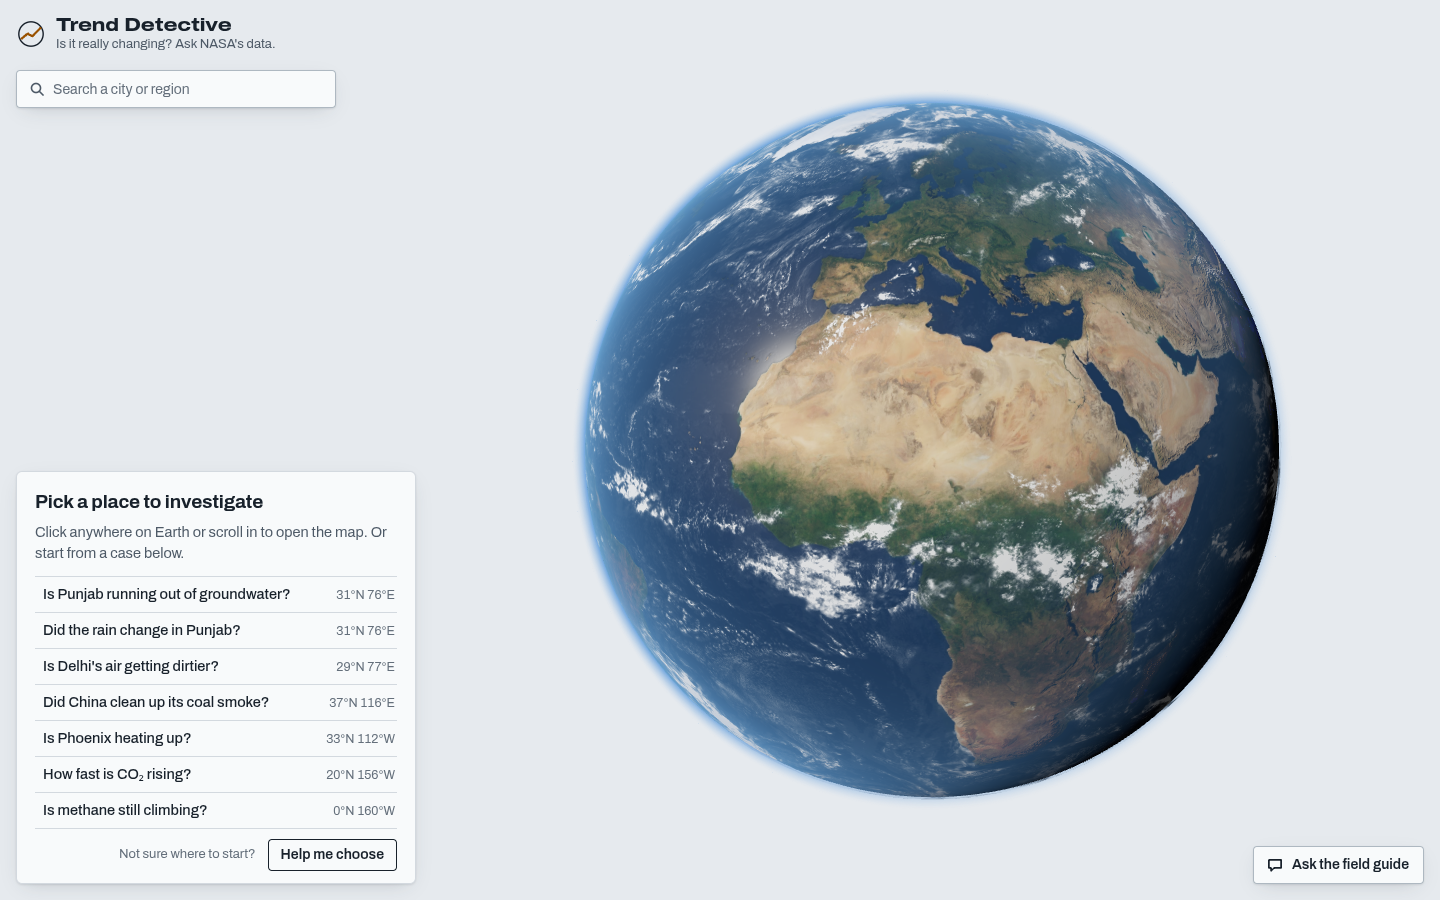 Trend Detective
Is it really changing? Ask NASA's data.
Search a city or region
Pick a place to investigate
Click anywhere on Earth or scroll in to open the map. Or
start from a case below.
Is Punjab running out of groundwater? 31°N 76°E
Did the rain change in Punjab? 31°N 76°E
Is Delhi's air getting dirtier? 29°N 77°E
Did China clean up its coal smoke? 37°N 116°E
Is Phoenix heating up? 33°N 112°W
How fast is CO₂ rising? 20°N 156°W
Is methane still climbing? 0°N 160°W
Not sure where to start? Help me choose
Ask the field guide